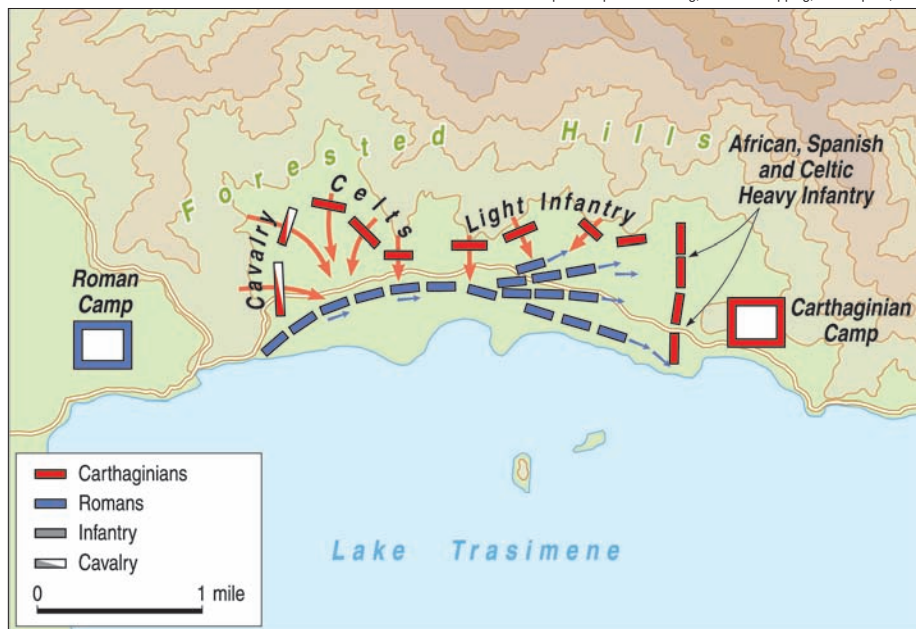 Forested Hills
African, Spanish
and Celtic
Heavy Infantry
Celts
Light Infantry
Cavalry
Roman
Camp
Carthaginian
Camp
Carthaginians
Romans
Infantry
Cavalry
0 1 mile
Lake Trasimene